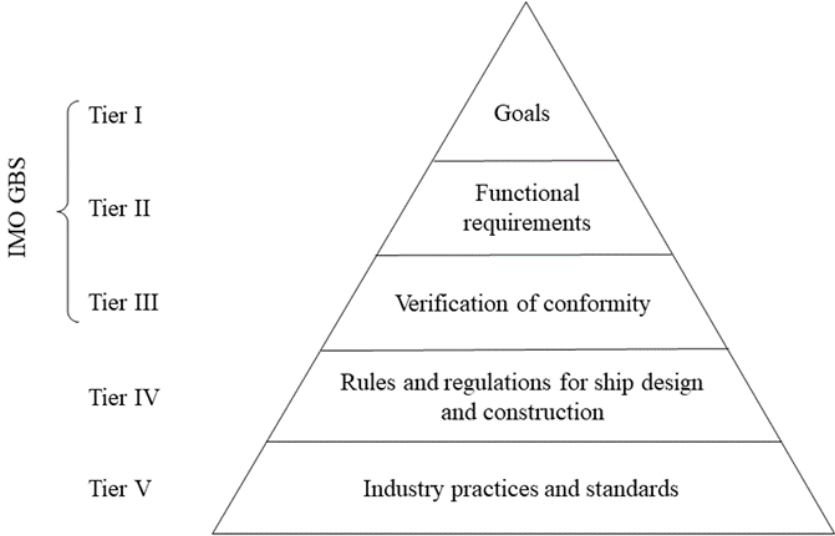 IMO GBS
Tier I
Goals
Tier II
Functional
requirements
Tier III
Verification of conformity
Tier IV
Rules and regulations for ship design
and construction
Tier V
Industry practices and standards